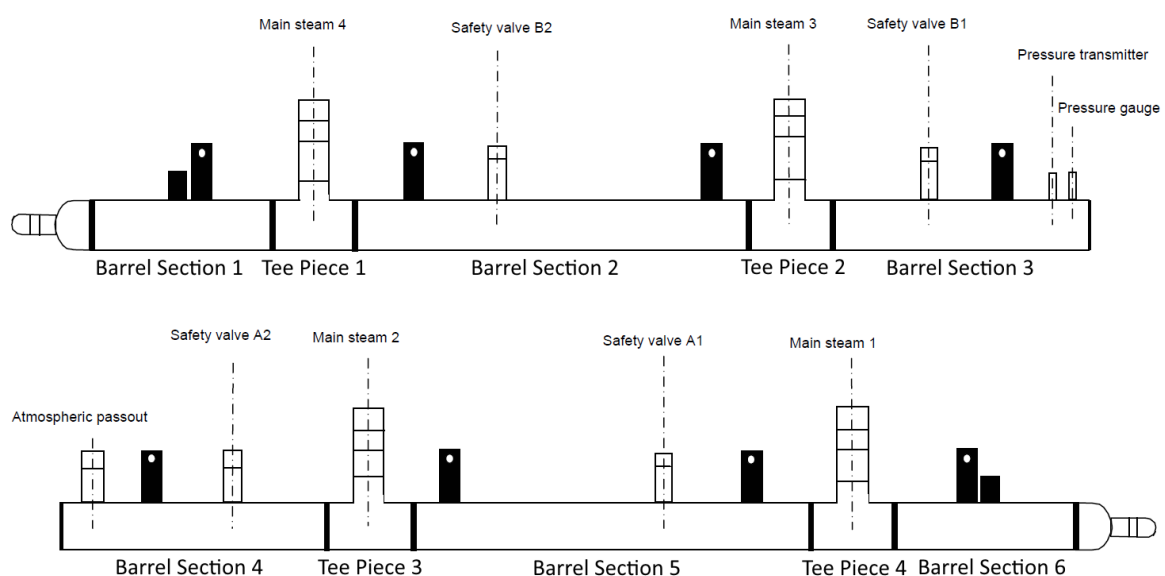 Main steam 4
Safety valve B2
Main steam 3
Safety valve B1
Pressure transmitter
Pressure gauge
Barrel Section 1
Tee Piece 1
Barrel Section 2
Tee Piece 2
Barrel Section 3
Safety valve A2
Main steam 2
Safety valve A1
Main steam 1
Atmospheric passout
Barrel Section 4
Tee Piece 3
Barrel Section 5
Tee Piece 4
Barrel Section 6